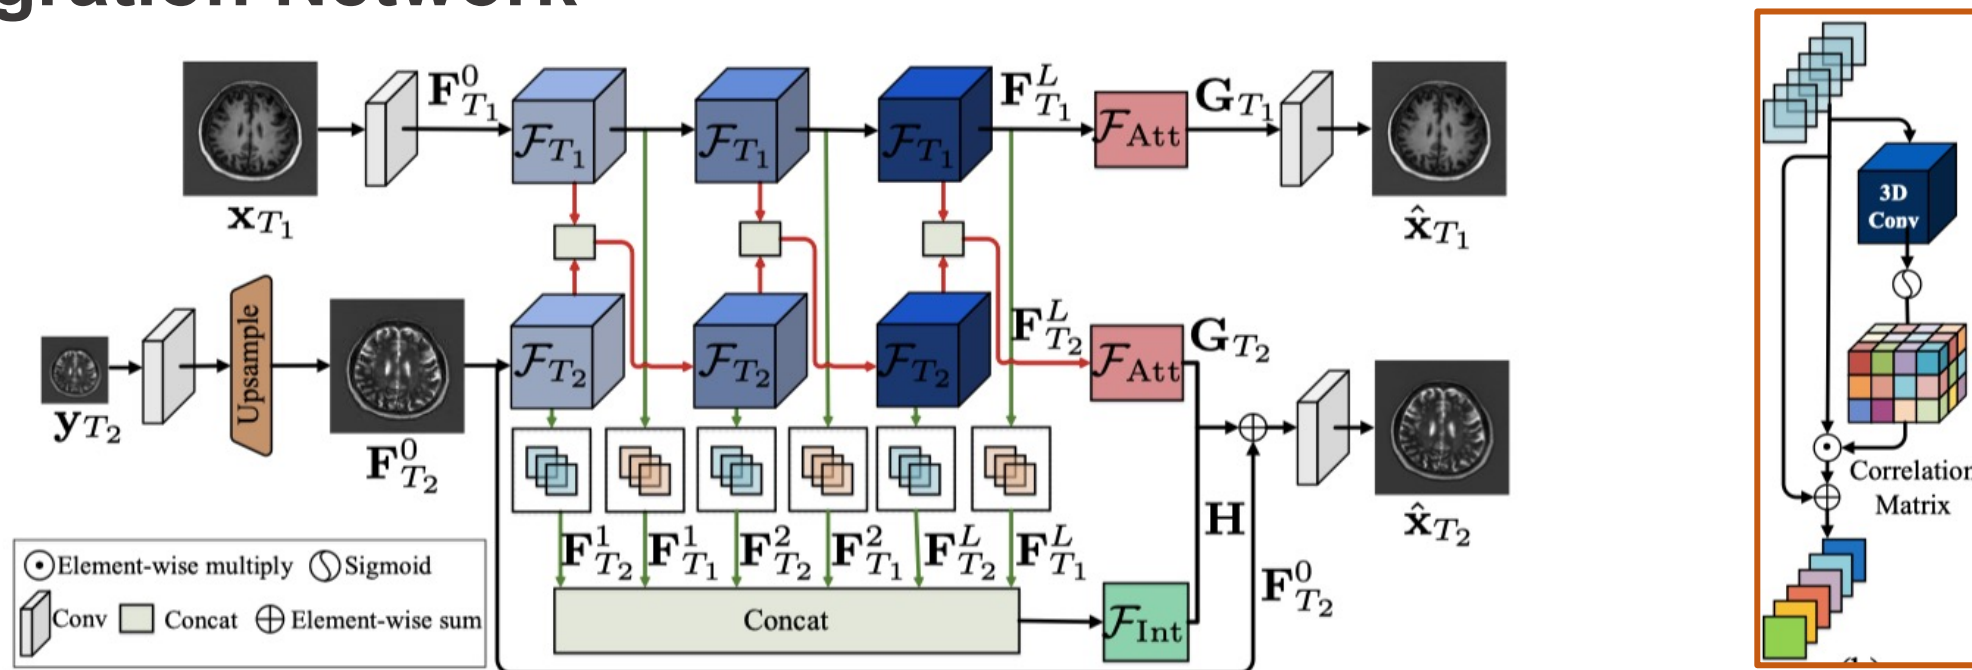 gration Network
F^0_{T_1}
F^L_{T_1}
G_{T_1}
F_{T_1}
F_{T_1}
F_{T_1}
F_{Att}
x_{T_1}
x̂_{T_1}
3D
Conv
Upsample
F_{T_2}
F_{T_2}
F_{T_2}
F^L_{T_2}
F_{Att}
G_{T_2}
y_{T_2}
F^0_{T_2}
x̂_{T_2}
Correlation
Matrix
H
F^1_{T_2} F^1_{T_1} F^2_{T_2} F^2_{T_1} F^L_{T_2} F^L_{T_1}
F^0_{T_2}
Concat
F_{Int}
Element-wise multiply Sigmoid
Conv Concat Element-wise sum